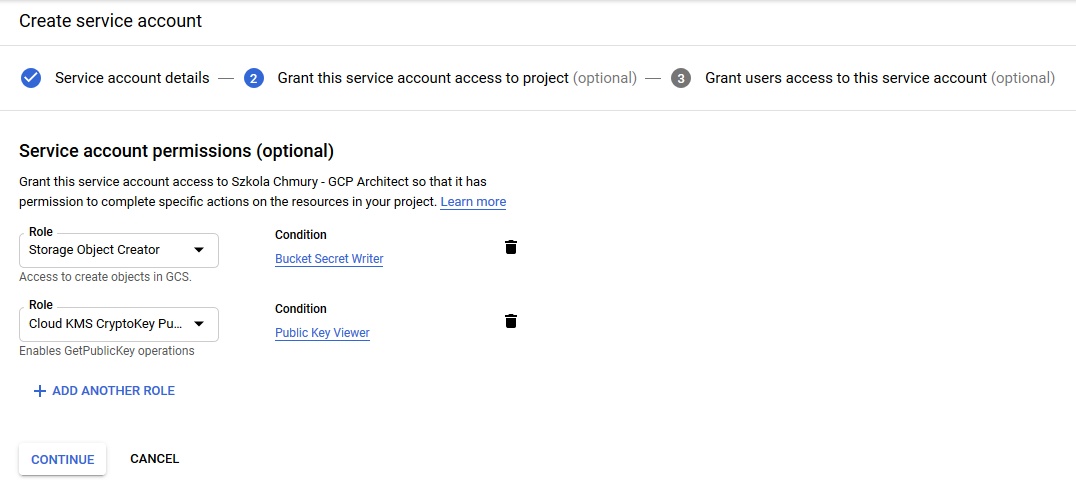 Create service account
Service account details — 2 Grant this service account access to project (optional) — 3 Grant users access to this service account (optional)
Service account permissions (optional)
Grant this service account access to Szkola Chmury - GCP Architect so that it has
permission to complete specific actions on the resources in your project. Learn more
Role
Storage Object Creator
Access to create objects in GCS.
Condition
Bucket Secret Writer
Role
Cloud KMS CryptoKey Pu...
Enables GetPublicKey operations
Condition
Public Key Viewer
+ ADD ANOTHER ROLE
CONTINUE CANCEL